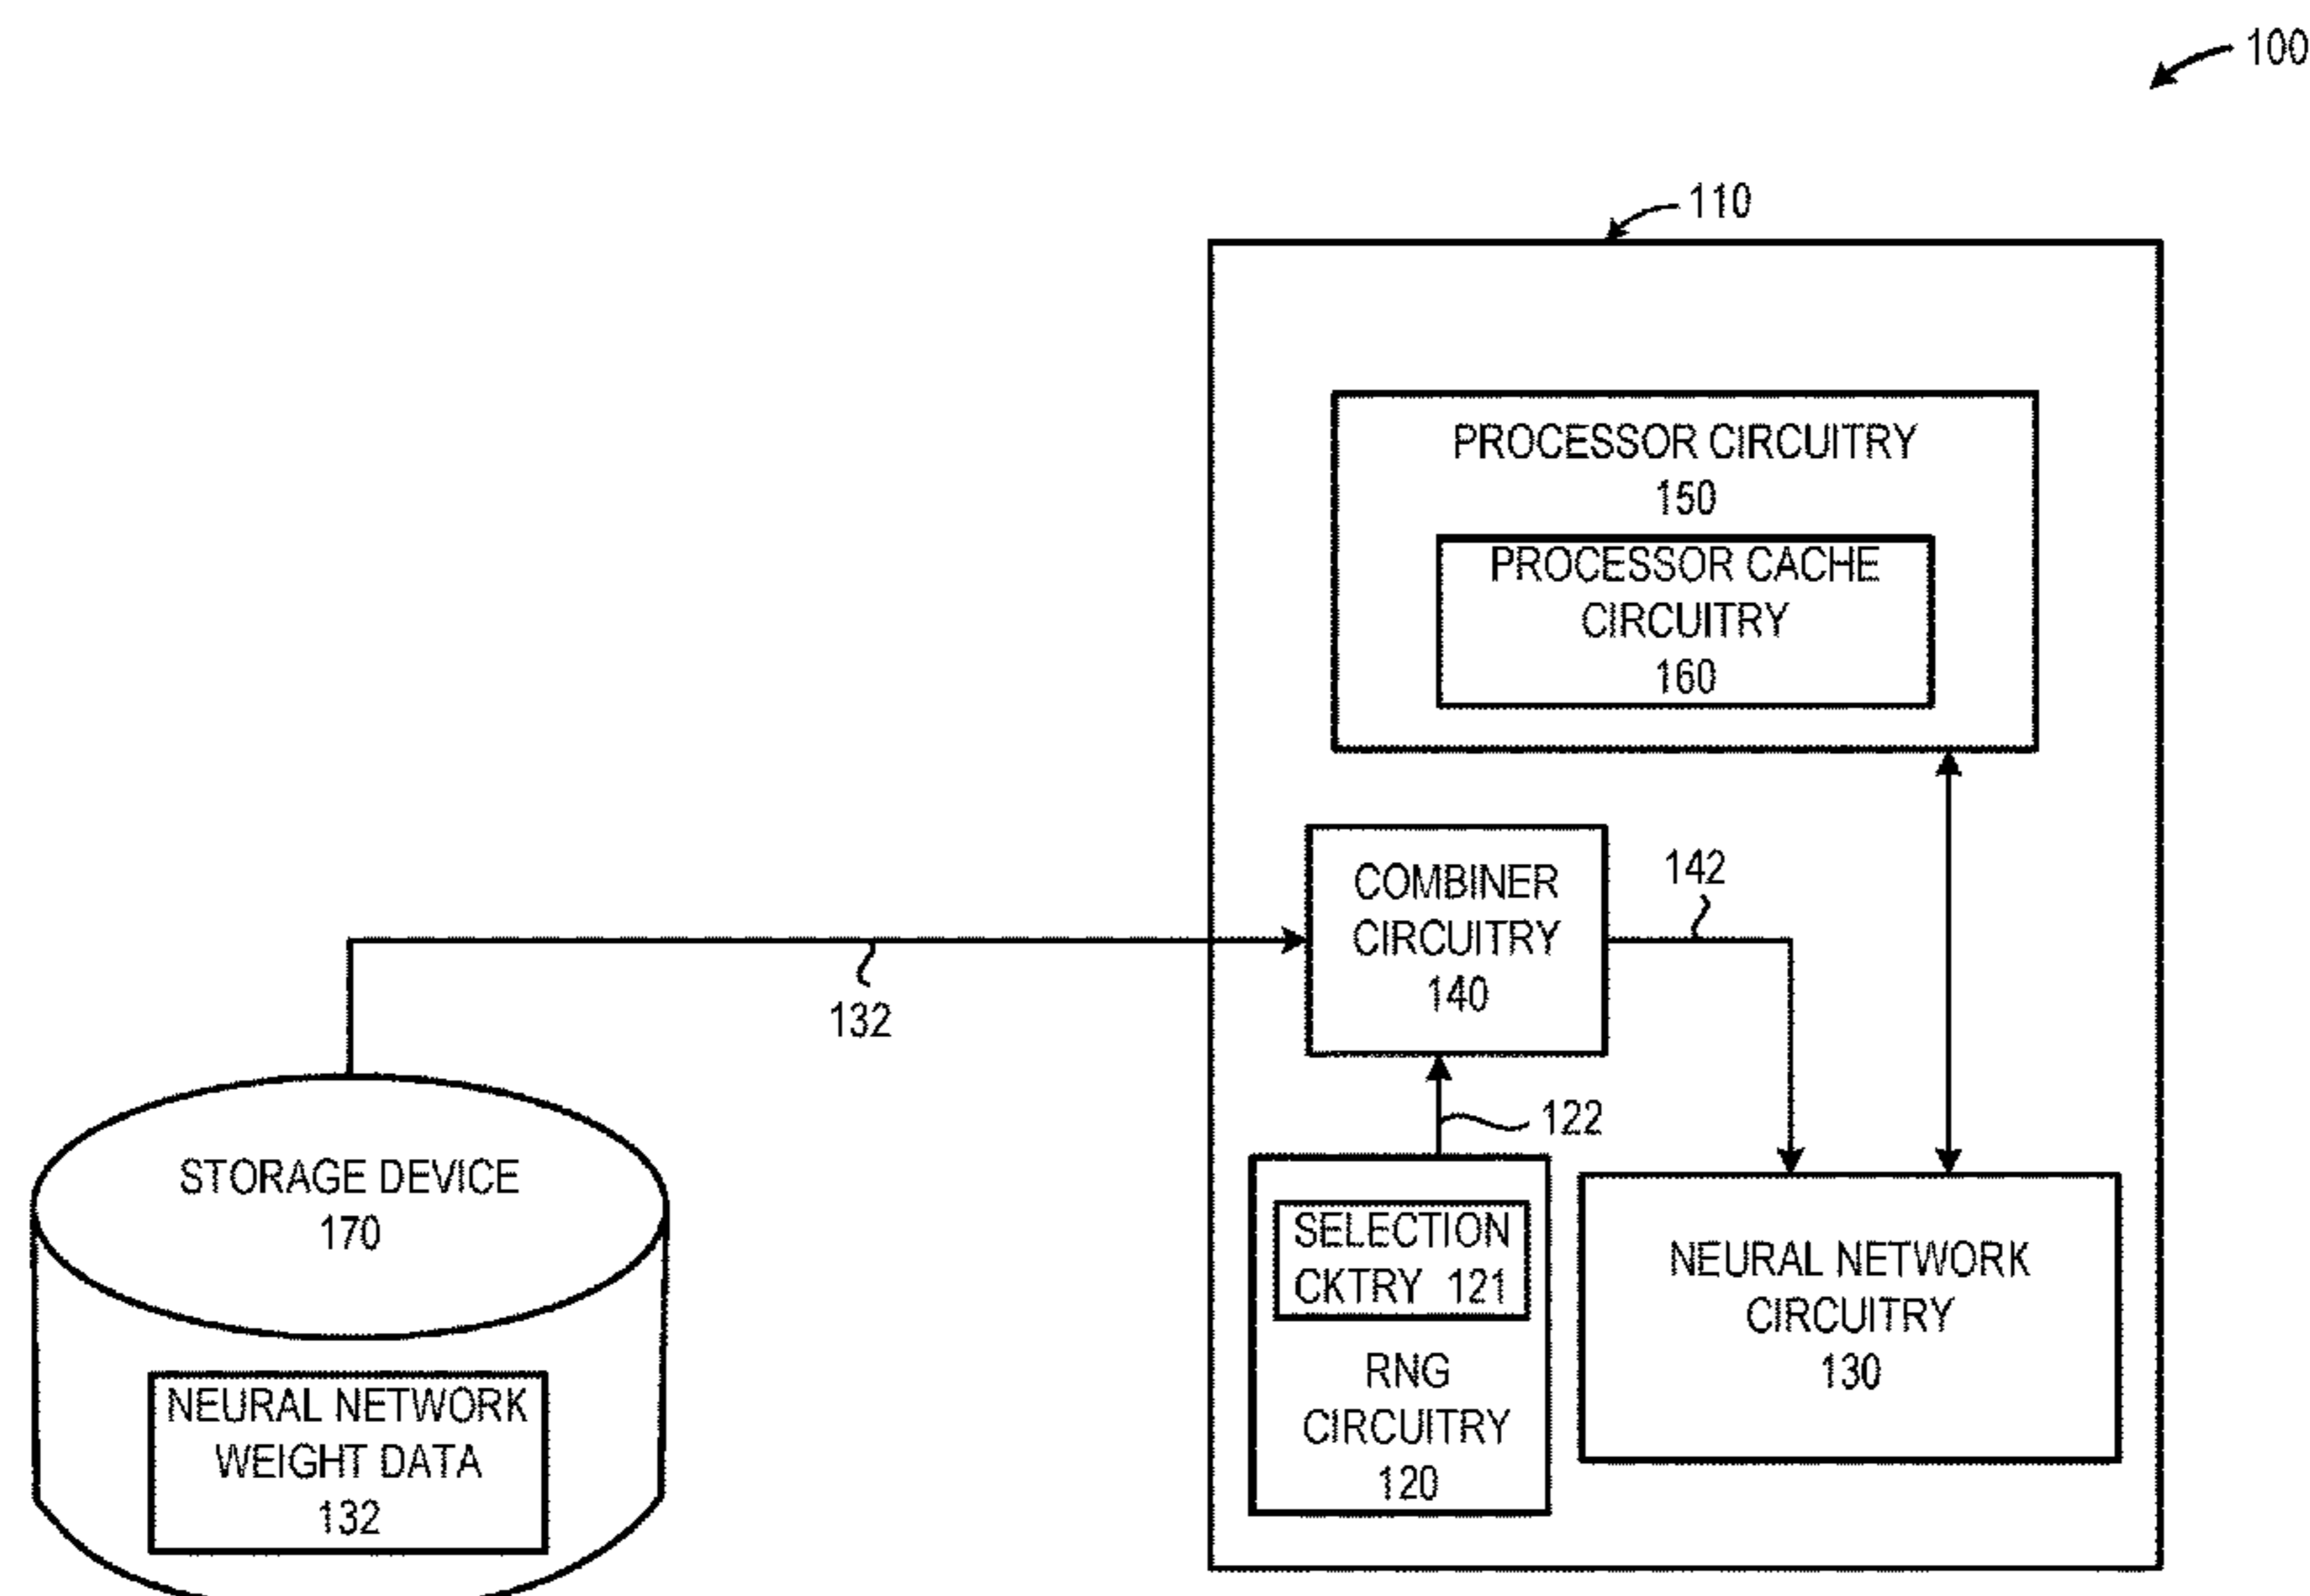 100
110
PROCESSOR CIRCUITRY
150
PROCESSOR CACHE
CIRCUITRY
160
COMBINER
CIRCUITRY
140
142
132
122
STORAGE DEVICE
170
NEURAL NETWORK
WEIGHT DATA
132
SELECTION
CKTRY 121
RNG
CIRCUITRY
120
NEURAL NETWORK
CIRCUITRY
130